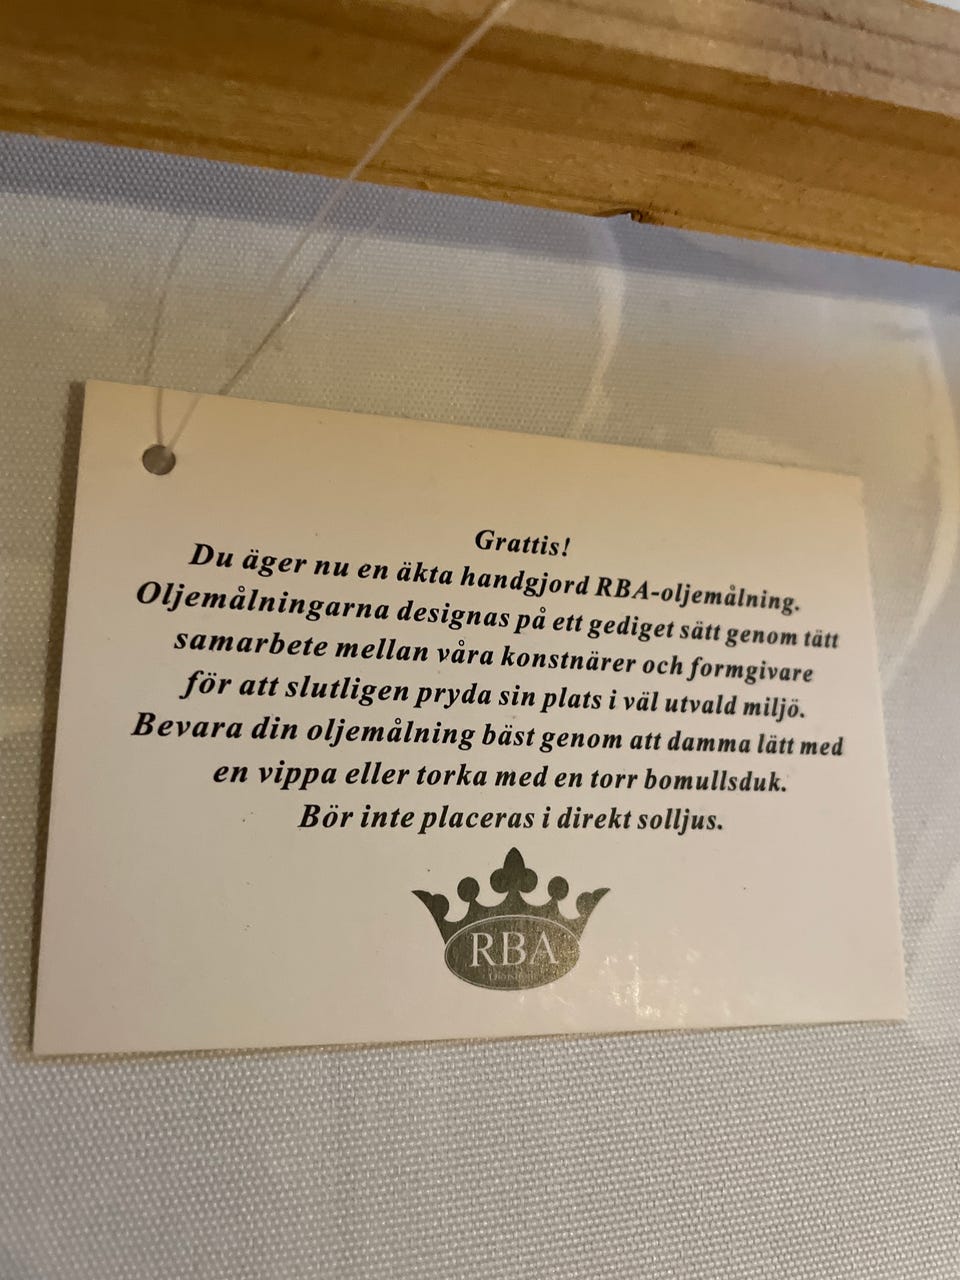 Grattis!
Du äger nu en äkta handgjord RBA-oljemålning.
Oljemålningarna designas på ett gediget sätt genom tätt
samarbete mellan våra konstnärer och formgivare
för att slutligen pryda sin plats i väl utvald miljö.
Bevara din oljemålning bäst genom att damma lätt med
en vippa eller torka med en torr bomullsduk.
Bör inte placeras i direkt solljus.
RBA